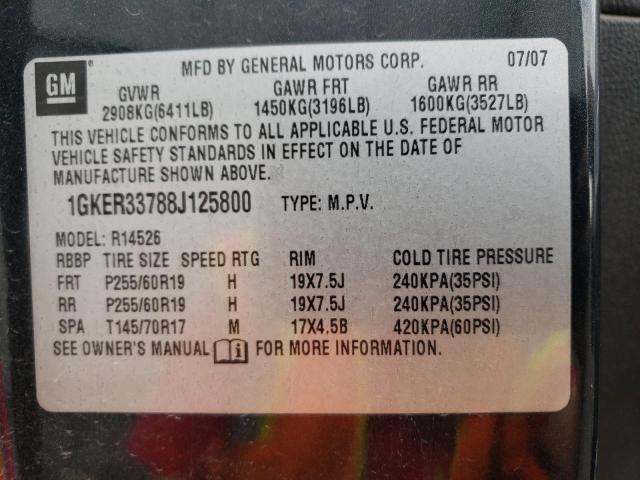 GM
MFD BY GENERAL MOTORS CORP. 07/07
GVWR GAWR FRT GAWR RR
2908KG(6411LB) 1450KG(3196LB) 1600KG(3527LB)
THIS VEHICLE CONFORMS TO ALL APPLICABLE U.S. FEDERAL MOTOR
VEHICLE SAFETY STANDARDS IN EFFECT ON THE DATE OF
MANUFACTURE SHOWN ABOVE.
1GKER33788J125800 TYPE: M.P.V.
MODEL: R14526
RBBP TIRE SIZE SPEED RTG RIM COLD TIRE PRESSURE
FRT P255/60R19 H 19X7.5J 240KPA(35PSI)
RR P255/60R19 H 19X7.5J 240KPA(35PSI)
SPA T145/70R17 M 17X4.5B 420KPA(60PSI)
SEE OWNER'S MANUAL FOR MORE INFORMATION.